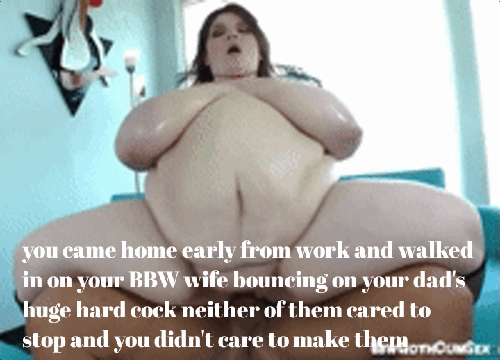 you came home early from work and walked
in on your BBW wife bouncing on your dad's
huge hard cock neither of them cared to
stop and you didn't care to make them